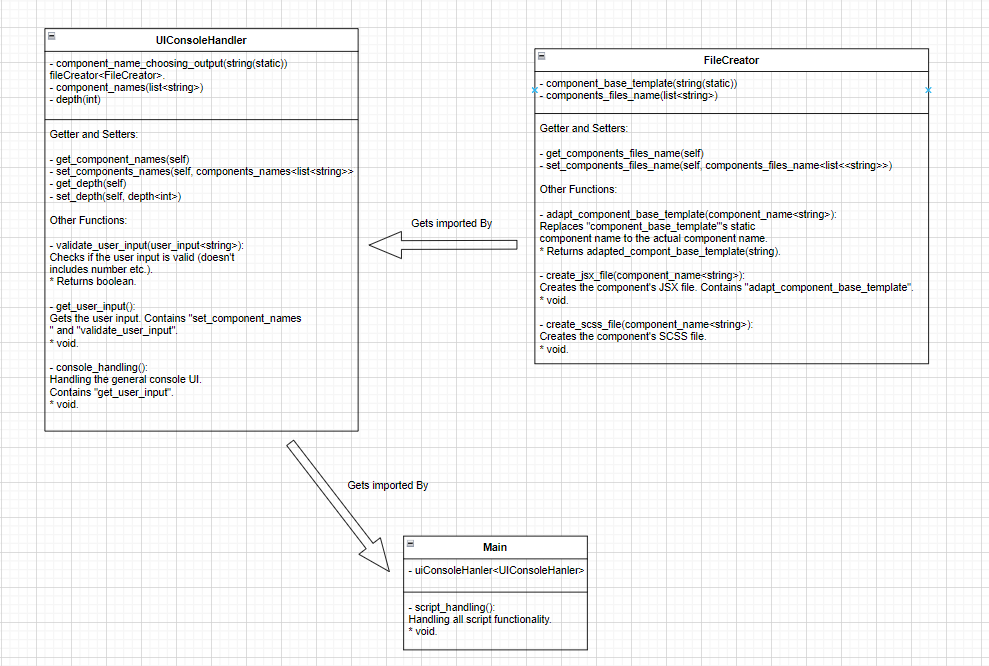 UIConsoleHandler
- component_name_choosing_output(string(static))
fileCreator<FileCreator>.
- component_names(list<string>)
- depth(int)
Getter and Setters:
- get_component_names(self)
- set_components_names(self, components_names<list<string>>
- get_depth(self)
- set_depth(self, depth<int>)
Other Functions:
- validate_user_input(user_input<string>):
Checks if the user input is valid (doesn't
includes number etc.).
* Returns boolean.
- get_user_input():
Gets the user input. Contains "set_component_names
" and "validate_user_input".
* void.
- console_handling():
Handling the general console UI.
Contains "get_user_input".
* void.
Gets imported By
FileCreator
- component_base_template(string(static))
- components_files_name(list<string>)
Getter and Setters:
- get_components_files_name(self)
- set_components_files_name(self, components_files_name<list<<string>>)
Other Functions:
- adapt_component_base_template(component_name<string>):
Replaces "component_base_template"'s static
component name to the actual component name.
* Returns adapted_compont_base_template(string).
- create_jsx_file(component_name<string>):
Creates the component's JSX file. Contains "adapt_component_base_template".
* void.
- create_scss_file(component_name<string>):
Creates the component's SCSS file.
* void.
Gets imported By
Main
- uiConsoleHanler<UIConsoleHanler>
- script_handling():
Handling all script functionality.
* void.